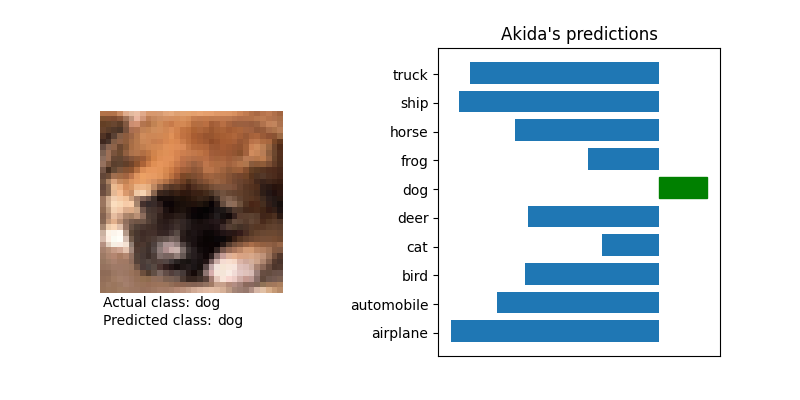 Akida's predictions
truck
ship
horse
frog
dog
deer
cat
bird
automobile
airplane
Actual class: dog
Predicted class: dog